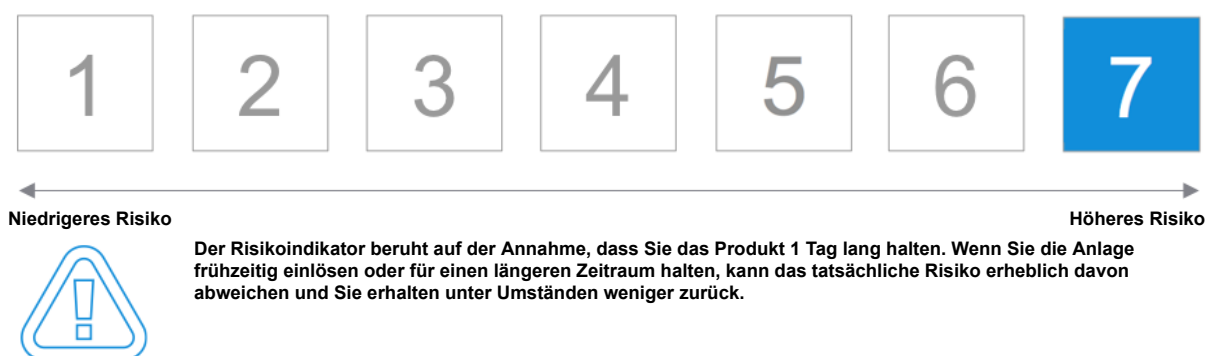 1 2 3 4 5 6 7
Niedrigeres Risiko Höheres Risiko
Der Risikoindikator beruht auf der Annahme, dass Sie das Produkt 1 Tag lang halten. Wenn Sie die Anlage
frühzeitig einlösen oder für einen längeren Zeitraum halten, kann das tatsächliche Risiko erheblich davon
abweichen und Sie erhalten unter Umständen weniger zurück.